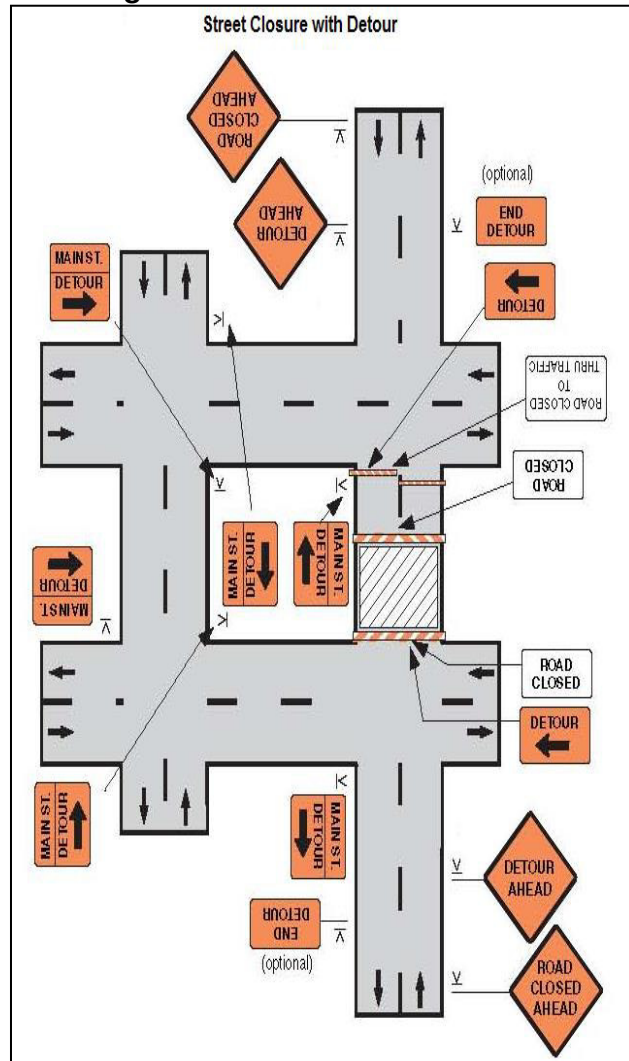 Street Closure with Detour
ROAD
CLOSED
AHEAD
DETOUR
AHEAD
(optional)
END
DETOUR
MAIN ST.
DETOUR
DETOUR
ROAD CLOSED
TO
THRU TRAFFIC
ROAD
CLOSED
MAIN ST.
DETOUR
MAIN ST.
DETOUR
MAIN ST.
DETOUR
ROAD
CLOSED
DETOUR
MAIN ST.
DETOUR
MAIN ST.
DETOUR
DETOUR
AHEAD
END
DETOUR
(optional)
ROAD
CLOSED
AHEAD